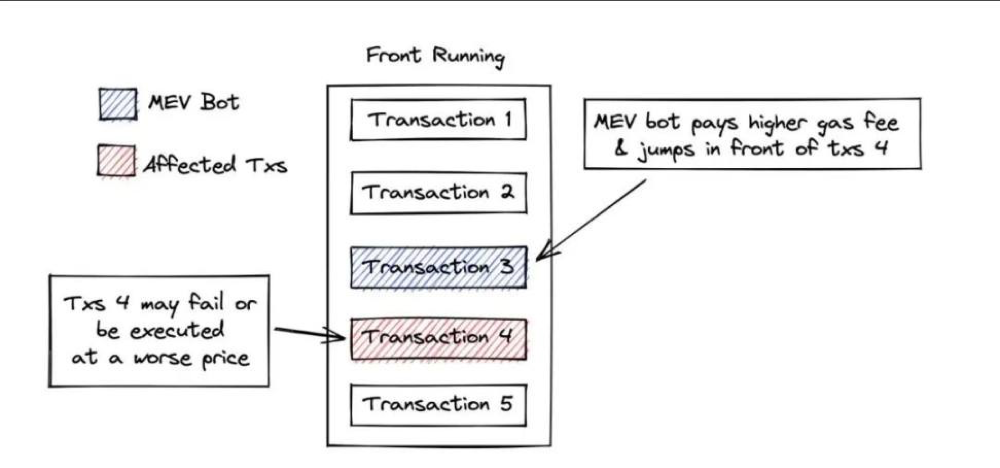 Front Running
MEV Bot
Affected Txs
Transaction 1
Transaction 2
Transaction 3
Transaction 4
Transaction 5
MEV bot pays higher gas fee
& jumps in front of txs 4
Txs 4 may fail or
be executed
at a worse price